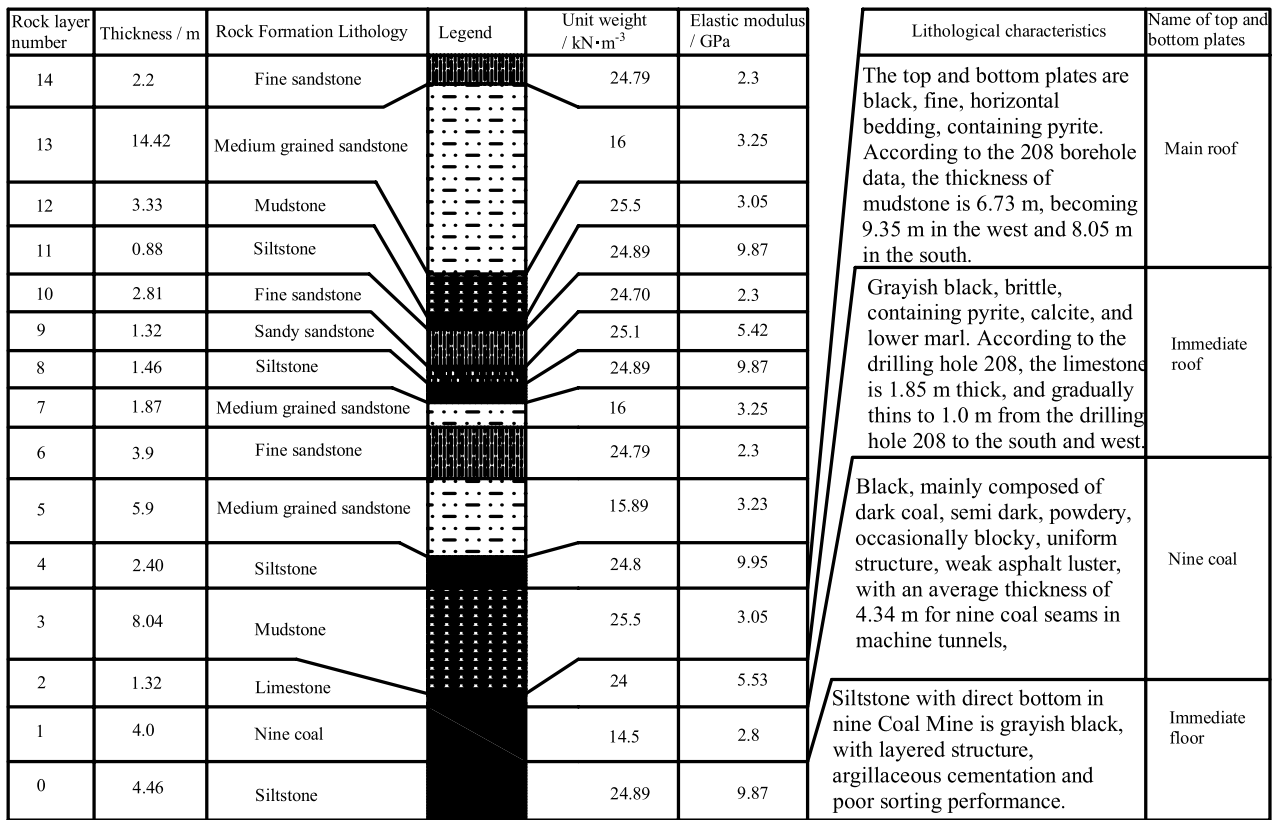 Rock layer number Thickness / m Rock Formation Lithology Legend Unit weight / kN·m⁻³ Elastic modulus / GPa
14 2.2 Fine sandstone 24.79 2.3
13 14.42 Medium grained sandstone 16 3.25
12 3.33 Mudstone 25.5 3.05
11 0.88 Siltstone 24.89 9.87
10 2.81 Fine sandstone 24.70 2.3
9 1.32 Sandy sandstone 25.1 5.42
8 1.46 Siltstone 24.89 9.87
7 1.87 Medium grained sandstone 16 3.25
6 3.9 Fine sandstone 24.79 2.3
5 5.9 Medium grained sandstone 15.89 3.23
4 2.40 Siltstone 24.8 9.95
3 8.04 Mudstone 25.5 3.05
2 1.32 Limestone 24 5.53
1 4.0 Nine coal 14.5 2.8
0 4.46 Siltstone 24.89 9.87
Lithological characteristics
Name of top and
bottom plates
The top and bottom plates are
black, fine, horizontal
bedding, containing pyrite.
According to the 208 borehole
data, the thickness of
mudstone is 6.73 m, becoming
9.35 m in the west and 8.05 m
in the south.
Main roof
Grayish black, brittle,
containing pyrite, calcite, and
lower marl. According to the
drilling hole 208, the limestone
is 1.85 m thick, and gradually
thins to 1.0 m from the drilling
hole 208 to the south and west.
Immediate
roof
Black, mainly composed of
dark coal, semi dark, powdery,
occasionally blocky, uniform
structure, weak asphalt luster,
with an average thickness of
4.34 m for nine coal seams in
machine tunnels,
Nine coal
Siltstone with direct bottom in
nine Coal Mine is grayish black,
with layered structure,
argillaceous cementation and
poor sorting performance.
Immediate
floor